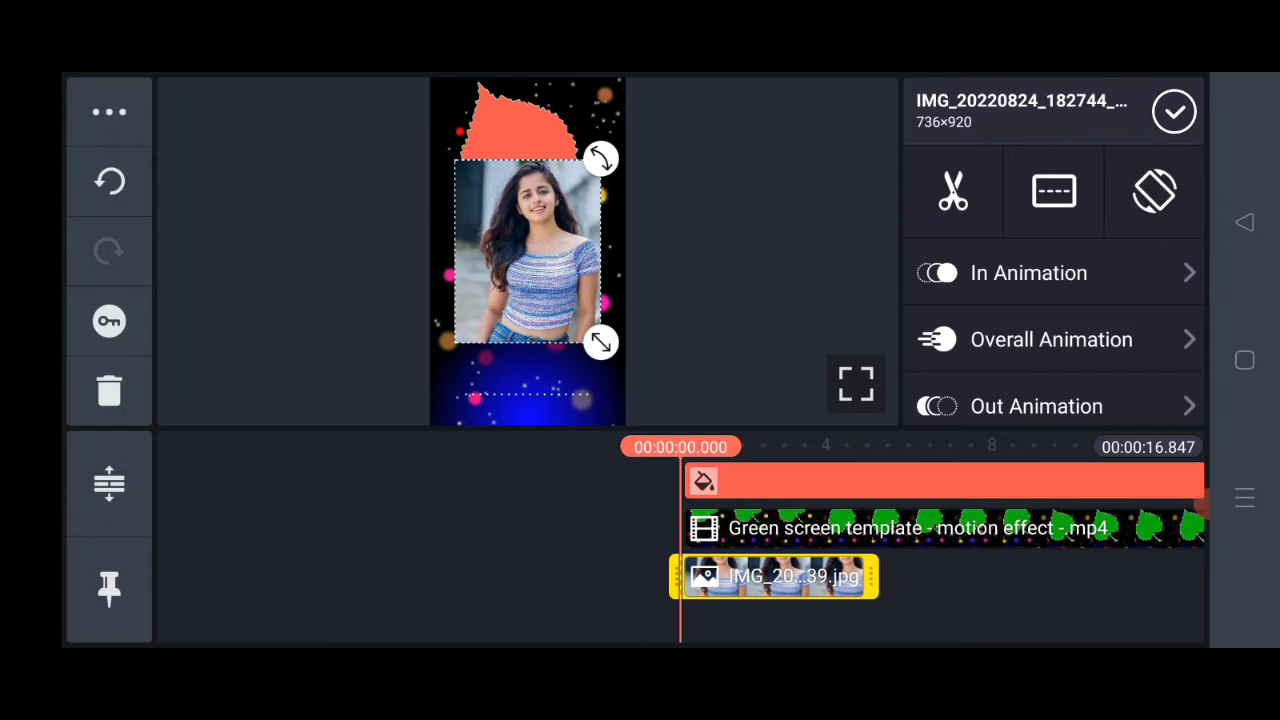 IMG_20220824_182744_...
736×920
In Animation
Overall Animation
Out Animation
00:00:00.000
4
8
00:00:16.847
Green screen template - motion effect -.mp4
IMG_20...39.jpg